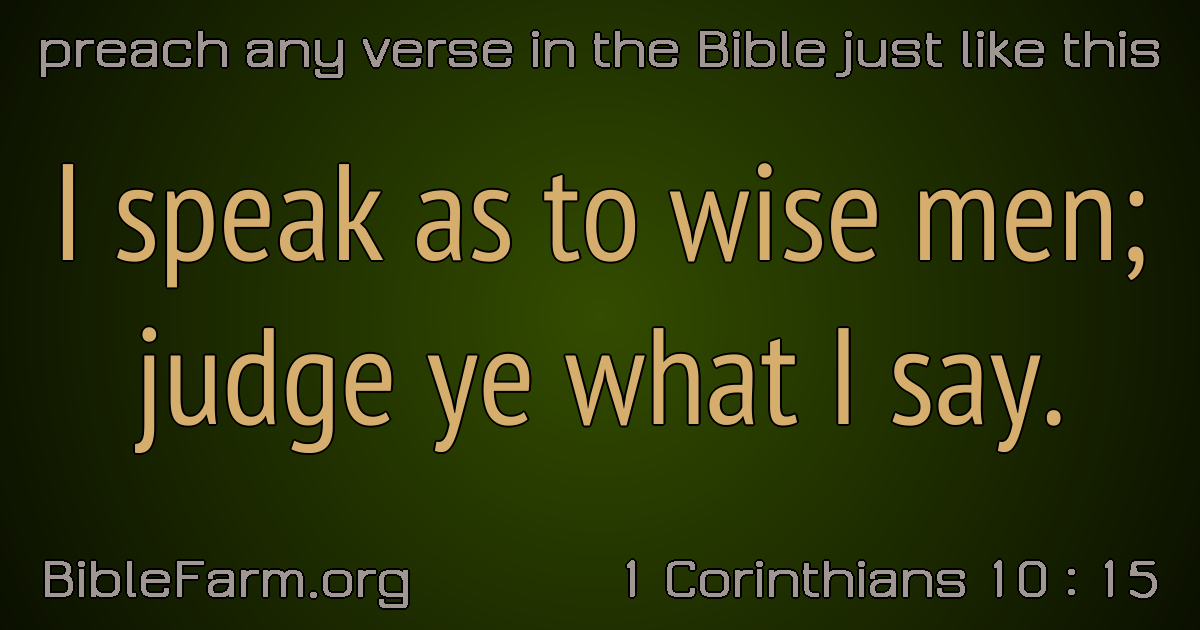 preach any verse in the Bible just like this
I speak as to wise men;
judge ye what I say.
BibleFarm.org
1 Corinthians 10 : 15